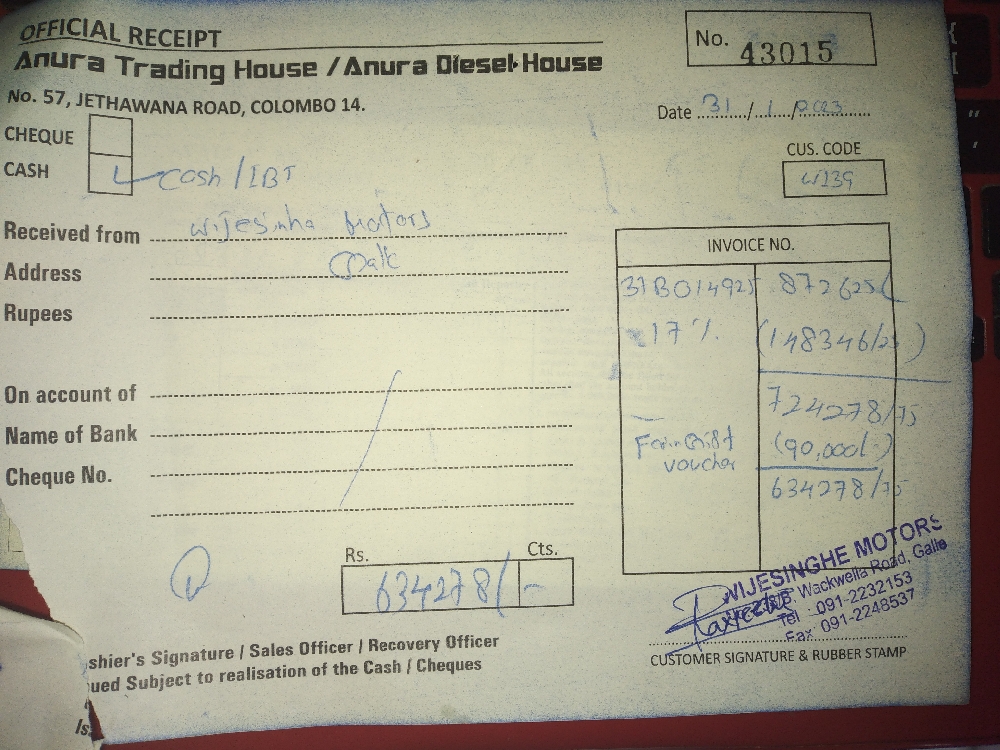 OFFICIAL RECEIPT
No. 43015
Anura Trading House / Anura Diesel House
No. 57, JETHAWANA ROAD, COLOMBO 14.
Date 31/1/2023
CHEQUE
CUS. CODE
CASH Cash / IBT
W139
Received from Wijesinha Motors
INVOICE NO.
Address
31B014925 872625/
Rupees
17% (148346/25)
On account of
724278/75
Name of Bank
voucher (90,000/-)
Cheque No.
634278/75
Rs. Cts.
634278/-
WIJESINGHE MOTORS
Wackwella Road, Galle
Tel : 091-2232153
Fax: 091-2248537
shier's Signature / Sales Officer / Recovery Officer
CUSTOMER SIGNATURE & RUBBER STAMP
ued Subject to realisation of the Cash / Cheques
Is